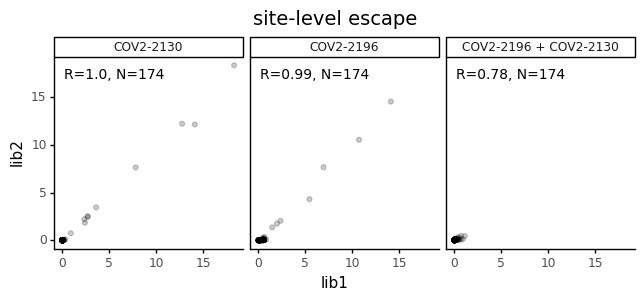 site-level escape
COV2-2130
COV2-2196
COV2-2196 + COV2-2130
R=1.0, N=174
R=0.99, N=174
R=0.78, N=174
lib2
15
10
5
0
0 5 10 15
0 5 10 15
0 5 10 15
lib1